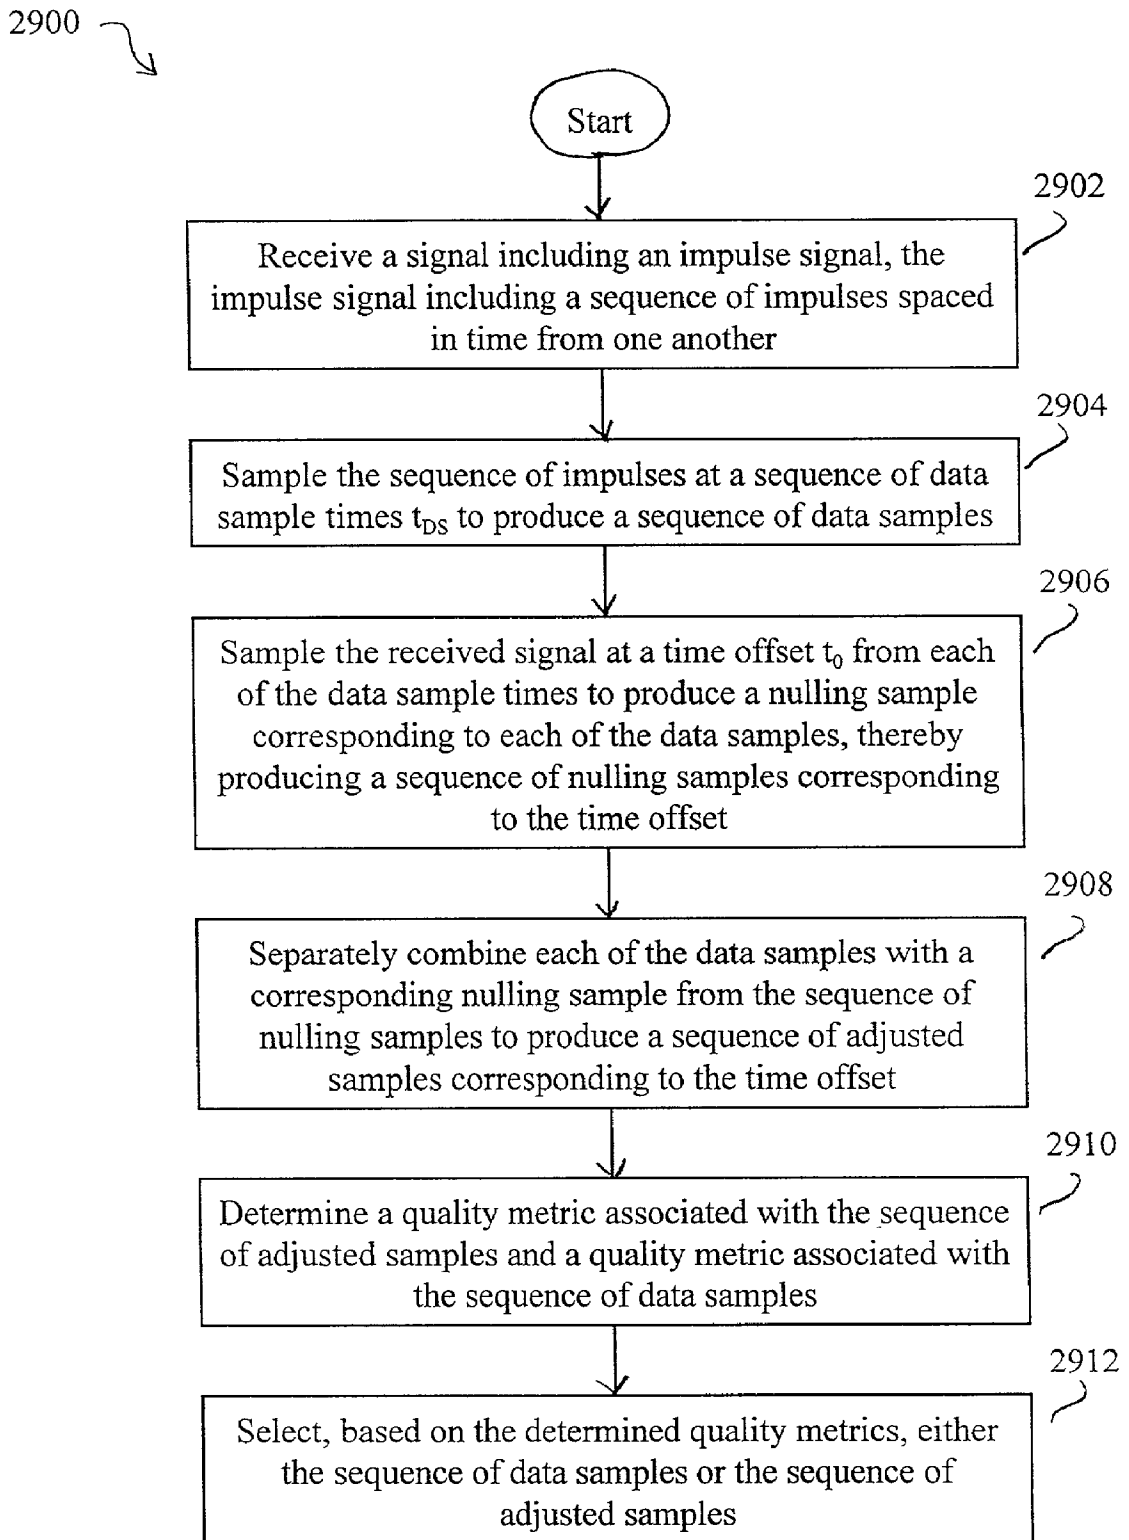 2900
Start
2902
Receive a signal including an impulse signal, the
impulse signal including a sequence of impulses spaced
in time from one another
2904
Sample the sequence of impulses at a sequence of data
sample times t_DS to produce a sequence of data samples
2906
Sample the received signal at a time offset t_0 from each
of the data sample times to produce a nulling sample
corresponding to each of the data samples, thereby
producing a sequence of nulling samples corresponding
to the time offset
2908
Separately combine each of the data samples with a
corresponding nulling sample from the sequence of
nulling samples to produce a sequence of adjusted
samples corresponding to the time offset
2910
Determine a quality metric associated with the sequence
of adjusted samples and a quality metric associated with
the sequence of data samples
2912
Select, based on the determined quality metrics, either
the sequence of data samples or the sequence of
adjusted samples